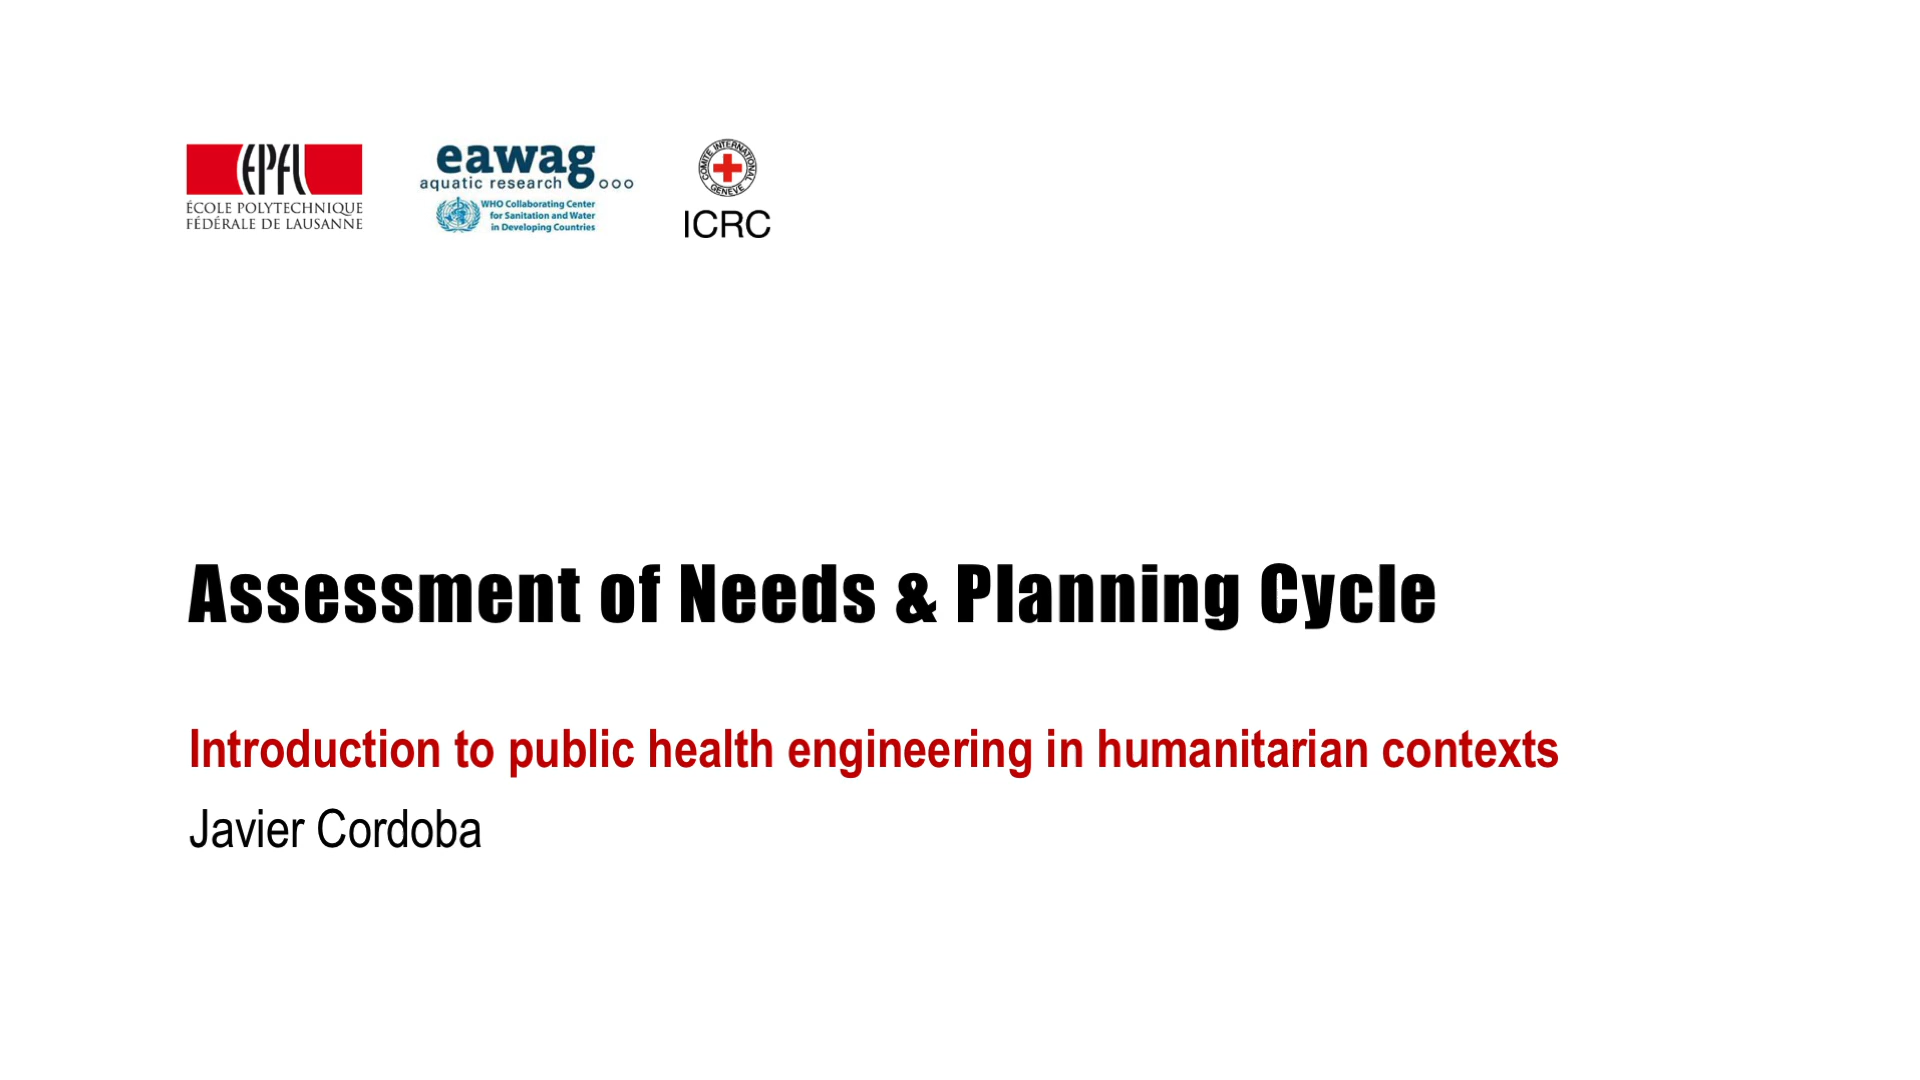 EPFL
ÉCOLE POLYTECHNIQUE
FÉDÉRALE DE LAUSANNE
eawag
aquatic research
WHO Collaborating Center
for Sanitation and Water
in Developing Countries
COMITE INTERNATIONAL
GENEVE
ICRC
Assessment of Needs & Planning Cycle
Introduction to public health engineering in humanitarian contexts
Javier Cordoba